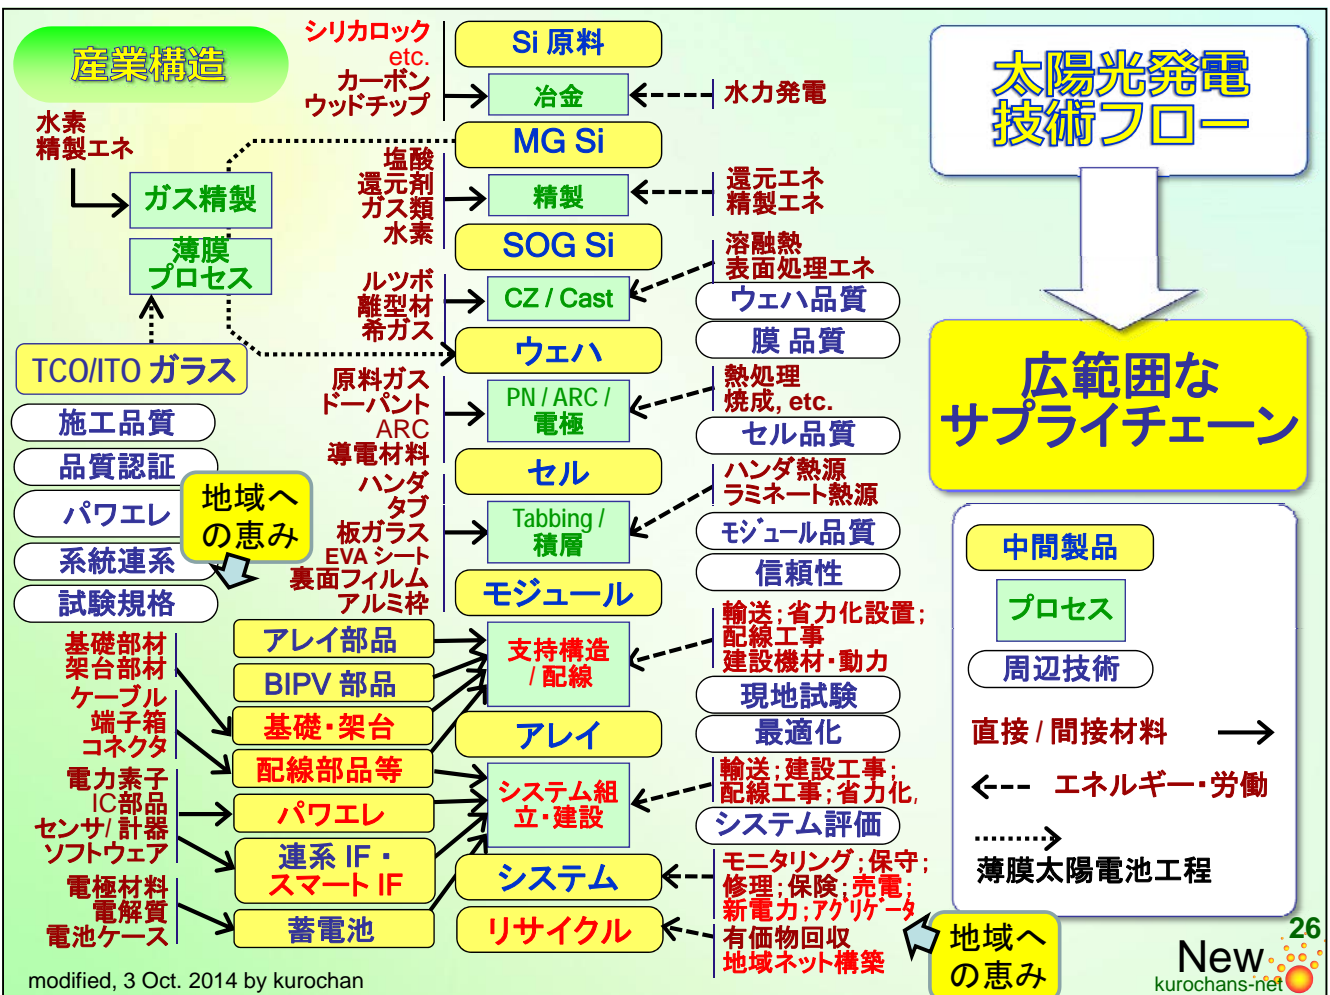 産業構造
シリカロック
etc.
カーボン
ウッドチップ
Si 原料
冶金
水力発電
太陽光発電
技術フロー
水素
精製エネ
MG Si
ガス精製
塩酸
還元剤
ガス類
水素
精製
還元エネ
精製エネ
薄膜
プロセス
SOG Si
溶融熱
表面処理エネ
ルツボ
離型材
希ガス
CZ / Cast
ウェハ品質
膜 品質
TCO/ITO ガラス
ウェハ
広範囲な
サプライチェーン
原料ガス
ドーパント
ARC
導電材料
PN / ARC /
電極
熱処理
焼成, etc.
セル品質
施工品質
品質認証
パワエレ
系統連系
試験規格
地域へ
の恵み
セル
ハンダ
タブ
板ガラス
EVA シート
裏面フィルム
アルミ枠
Tabbing /
積層
ハンダ熱源
ラミネート熱源
モジュール品質
信頼性
モジュール
中間製品
プロセス
周辺技術
直接 / 間接材料
エネルギー・労働
薄膜太陽電池工程
基礎部材
架台部材
ケーブル
端子箱
コネクタ
アレイ部品
BIPV 部品
基礎・架台
配線部品等
支持構造
/ 配線
輸送;省力化設置;
配線工事
建設機材・動力
現地試験
最適化
アレイ
電力素子
IC部品
センサ/ 計器
ソフトウェア
パワエレ
連系 IF・
スマート IF
システム組
立・建設
輸送;建設工事;
配線工事;省力化,
システム評価
電極材料
電解質
電池ケース
蓄電池
システム
モニタリング;保守;
修理;保険;売電;
新電力;アグリゲータ
リサイクル
有価物回収
地域ネット構築
地域へ
の恵み
26
New
kurochans-net
modified, 3 Oct. 2014 by kurochan